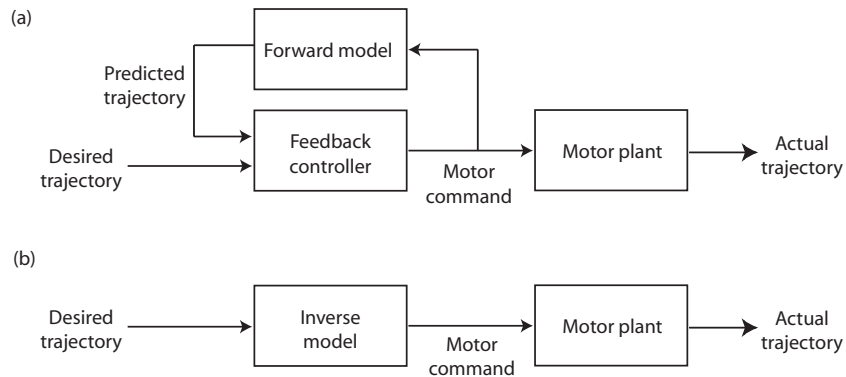 (a)
Forward model
Predicted
trajectory
Feedback
controller
Motor plant
Actual
trajectory
Desired
trajectory
Motor
command
(b)
Desired
trajectory
Inverse
model
Motor
command
Motor plant
Actual
trajectory